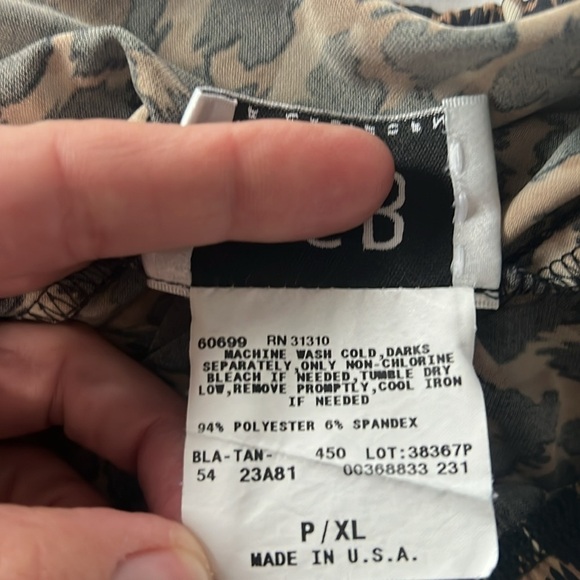 B
60699 RN 31310
MACHINE WASH COLD,DARKS
SEPARATELY,ONLY NON-CHLORINE
BLEACH IF NEEDED,TUMBLE DRY
LOW,REMOVE PROMPTLY,COOL IRON
IF NEEDED
94% POLYESTER 6% SPANDEX
BLA-TAN- 450 LOT:38367P
54 23A81 00368833 231
P/XL
MADE IN U.S.A.